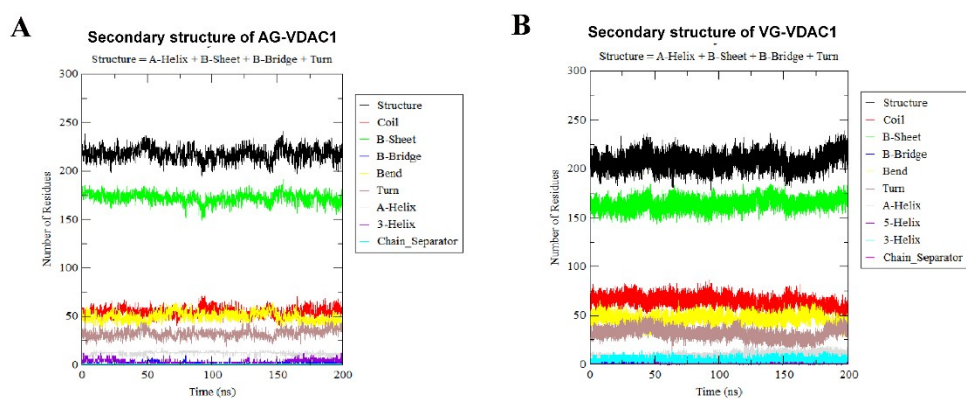 A
Secondary structure of AG-VDAC1
Structure = A-Helix + B-Sheet + B-Bridge + Turn
300
250
200
150
100
50
0
Number of Residues
0
50
100
150
200
Time (ns)
Structure
Coil
B-Sheet
B-Bridge
Bend
Turn
A-Helix
3-Helix
Chain_Separator
B
Secondary structure of VG-VDAC1
Structure = A-Helix + B-Sheet + B-Bridge + Turn
300
250
200
150
100
50
0
Number of Residues
0
50
100
150
200
Time (ns)
Structure
Coil
B-Sheet
B-Bridge
Bend
Turn
A-Helix
5-Helix
3-Helix
Chain_Separator